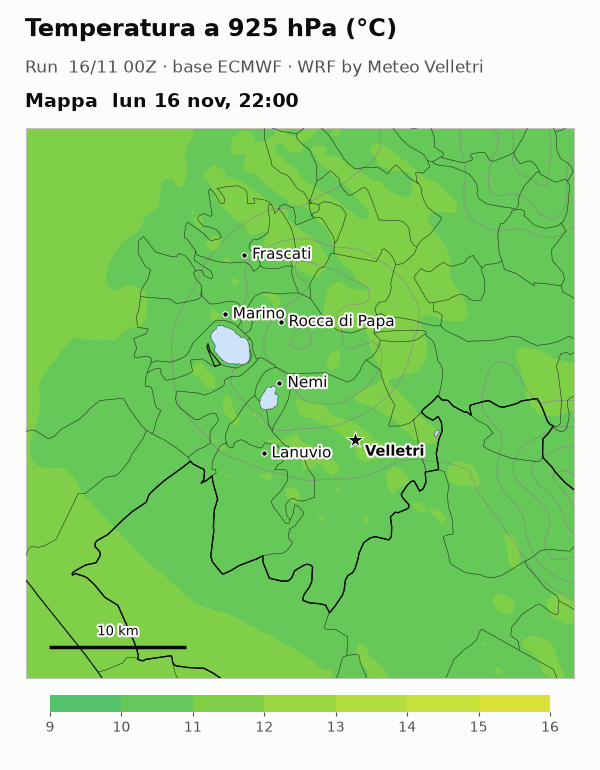 Temperatura a 925 hPa (°C)
Run  16/11 00Z · base ECMWF · WRF by Meteo Velletri
Mappa  lun 16 nov, 22:00
Frascati
Marino
Rocca di Papa
Nemi
Velletri
Lanuvio
10 km
9 10 11 12 13 14 15 16